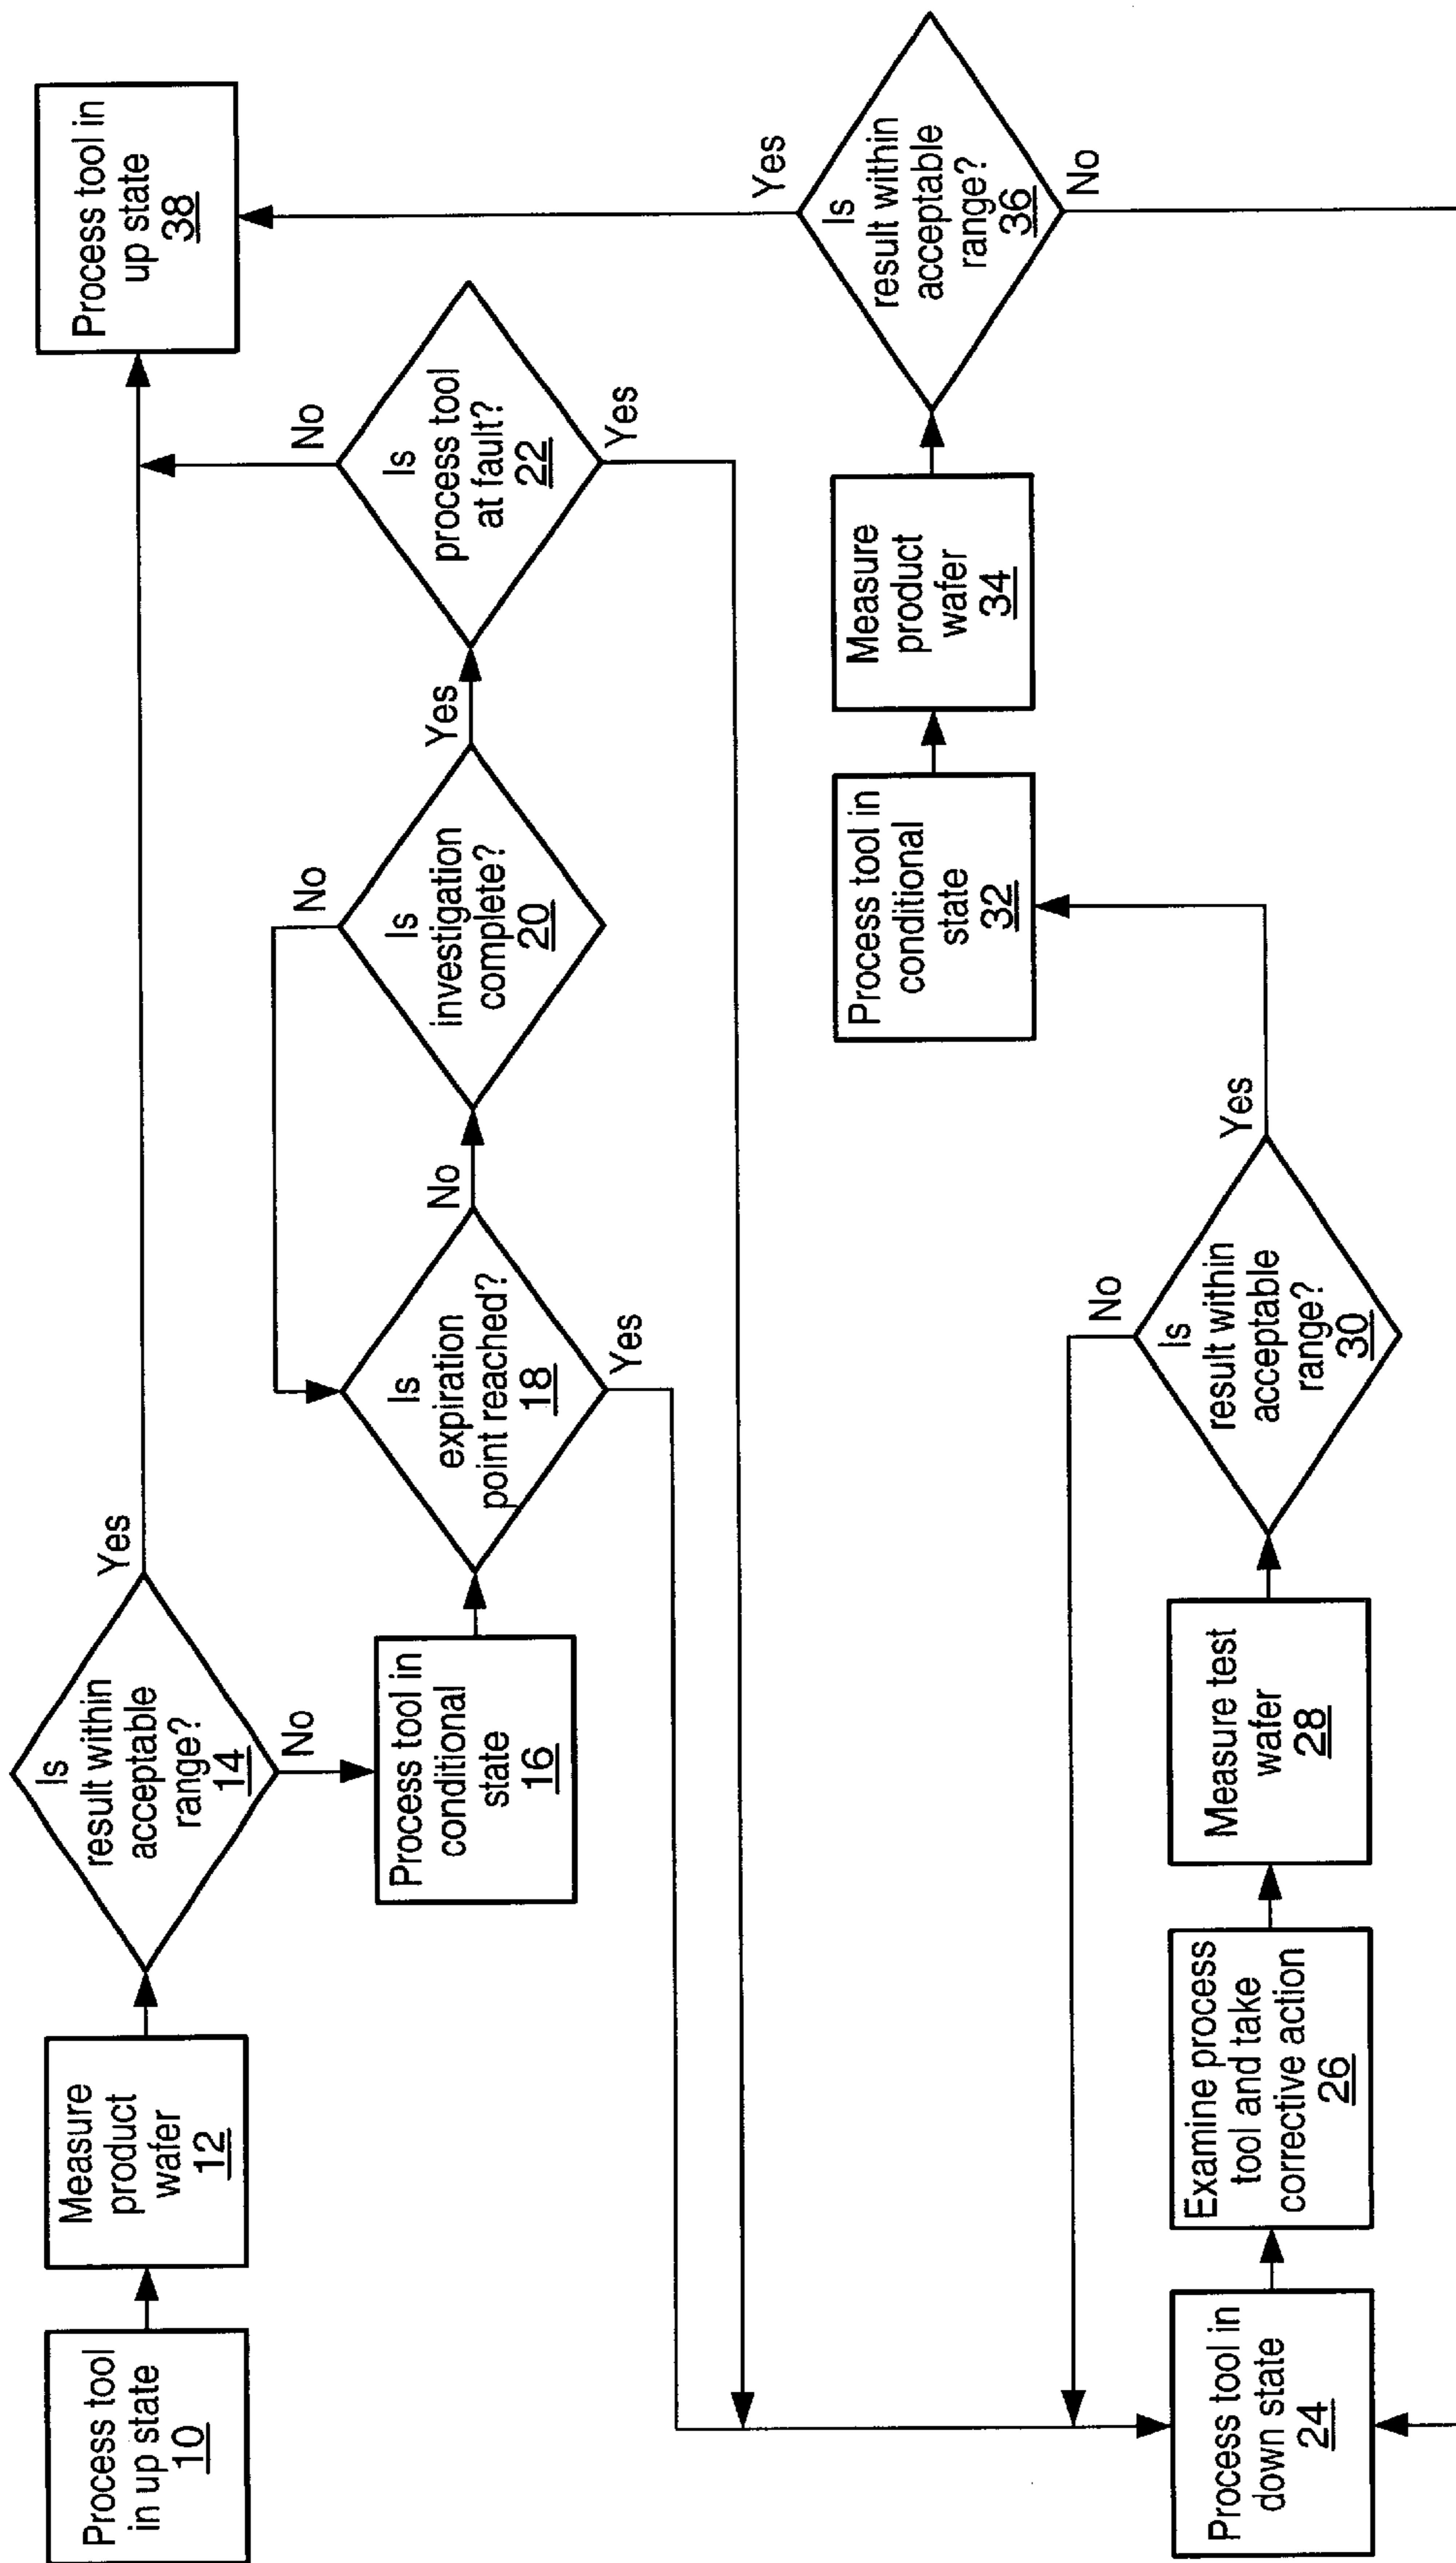 Process tool
in up state
10
Measure
product
wafer
12
Is
result within
acceptable
range?
14
Yes
No
Process tool in
conditional
state
16
Is
expiration
point reached?
18
No
Yes
Is
investigation
complete?
20
No
Yes
Is
process tool
at fault?
22
No
Yes
Process tool in
up state
38
Process tool in
down state
24
Examine process
tool and take
corrective action
26
Measure test
wafer
28
Is
result within
acceptable
range?
30
No
Yes
Process tool in
conditional
state
32
Measure
product
wafer
34
Is
result within
acceptable
range?
36
Yes
No